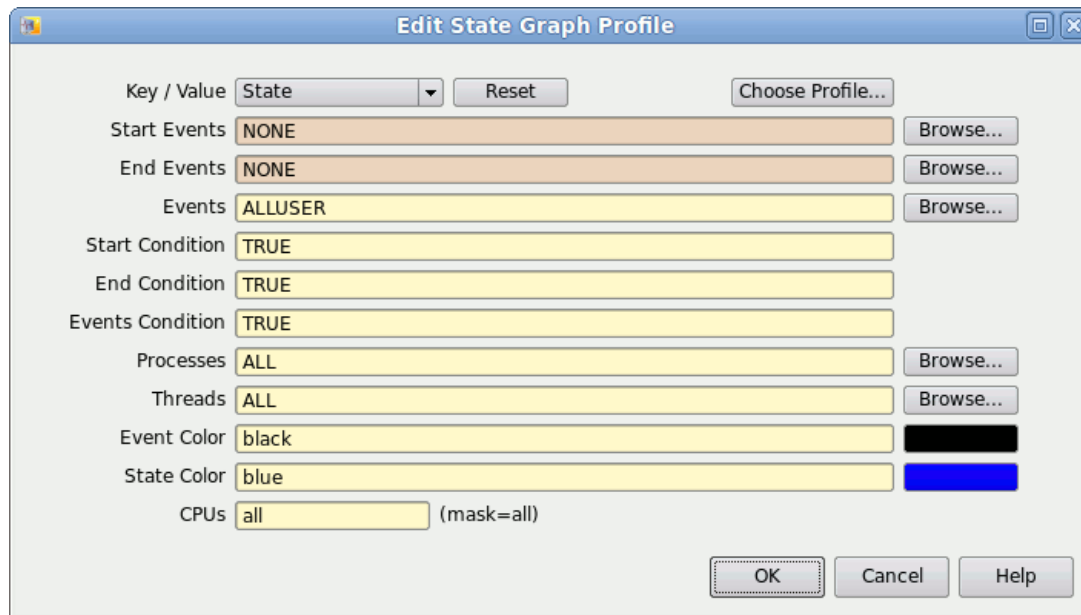 Edit State Graph Profile
Key / Value State Reset Choose Profile...
Start Events NONE Browse...
End Events NONE Browse...
Events ALLUSER Browse...
Start Condition TRUE
End Condition TRUE
Events Condition TRUE
Processes ALL Browse...
Threads ALL Browse...
Event Color black
State Color blue
CPUs all (mask=all)
OK Cancel Help